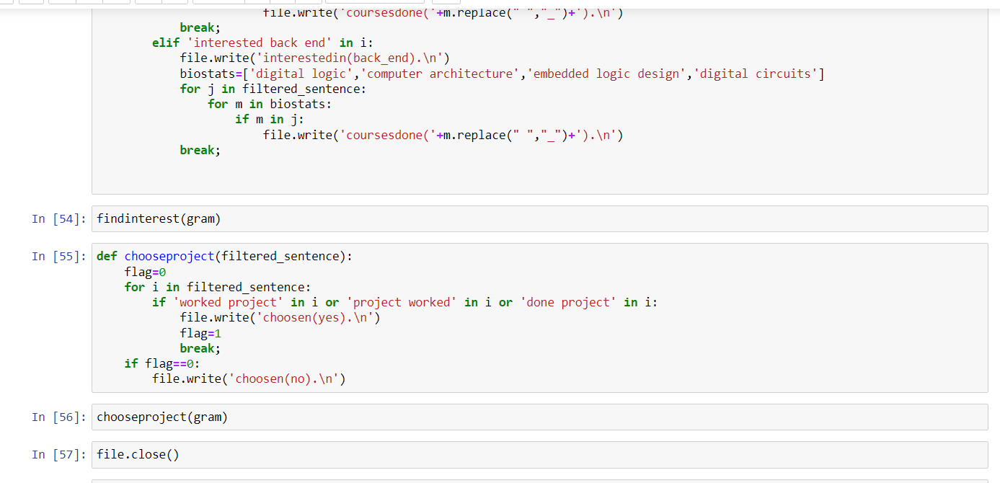 file.write('coursesdone('+m.replace(" ","_")+').\n')
break;
elif 'interested back end' in i:
file.write('interestedin(back_end).\n')
biostats=['digital logic','computer architecture','embedded logic design','digital circuits']
for j in filtered_sentence:
for m in biostats:
if m in j:
file.write('coursesdone('+m.replace(" ","_")+').\n')
break;
In [54]: findinterest(gram)
In [55]: def chooseproject(filtered_sentence):
flag=0
for i in filtered_sentence:
if 'worked project' in i or 'project worked' in i or 'done project' in i:
file.write('choosen(yes).\n')
flag=1
break;
if flag==0:
file.write('choosen(no).\n')
In [56]: chooseproject(gram)
In [57]: file.close()